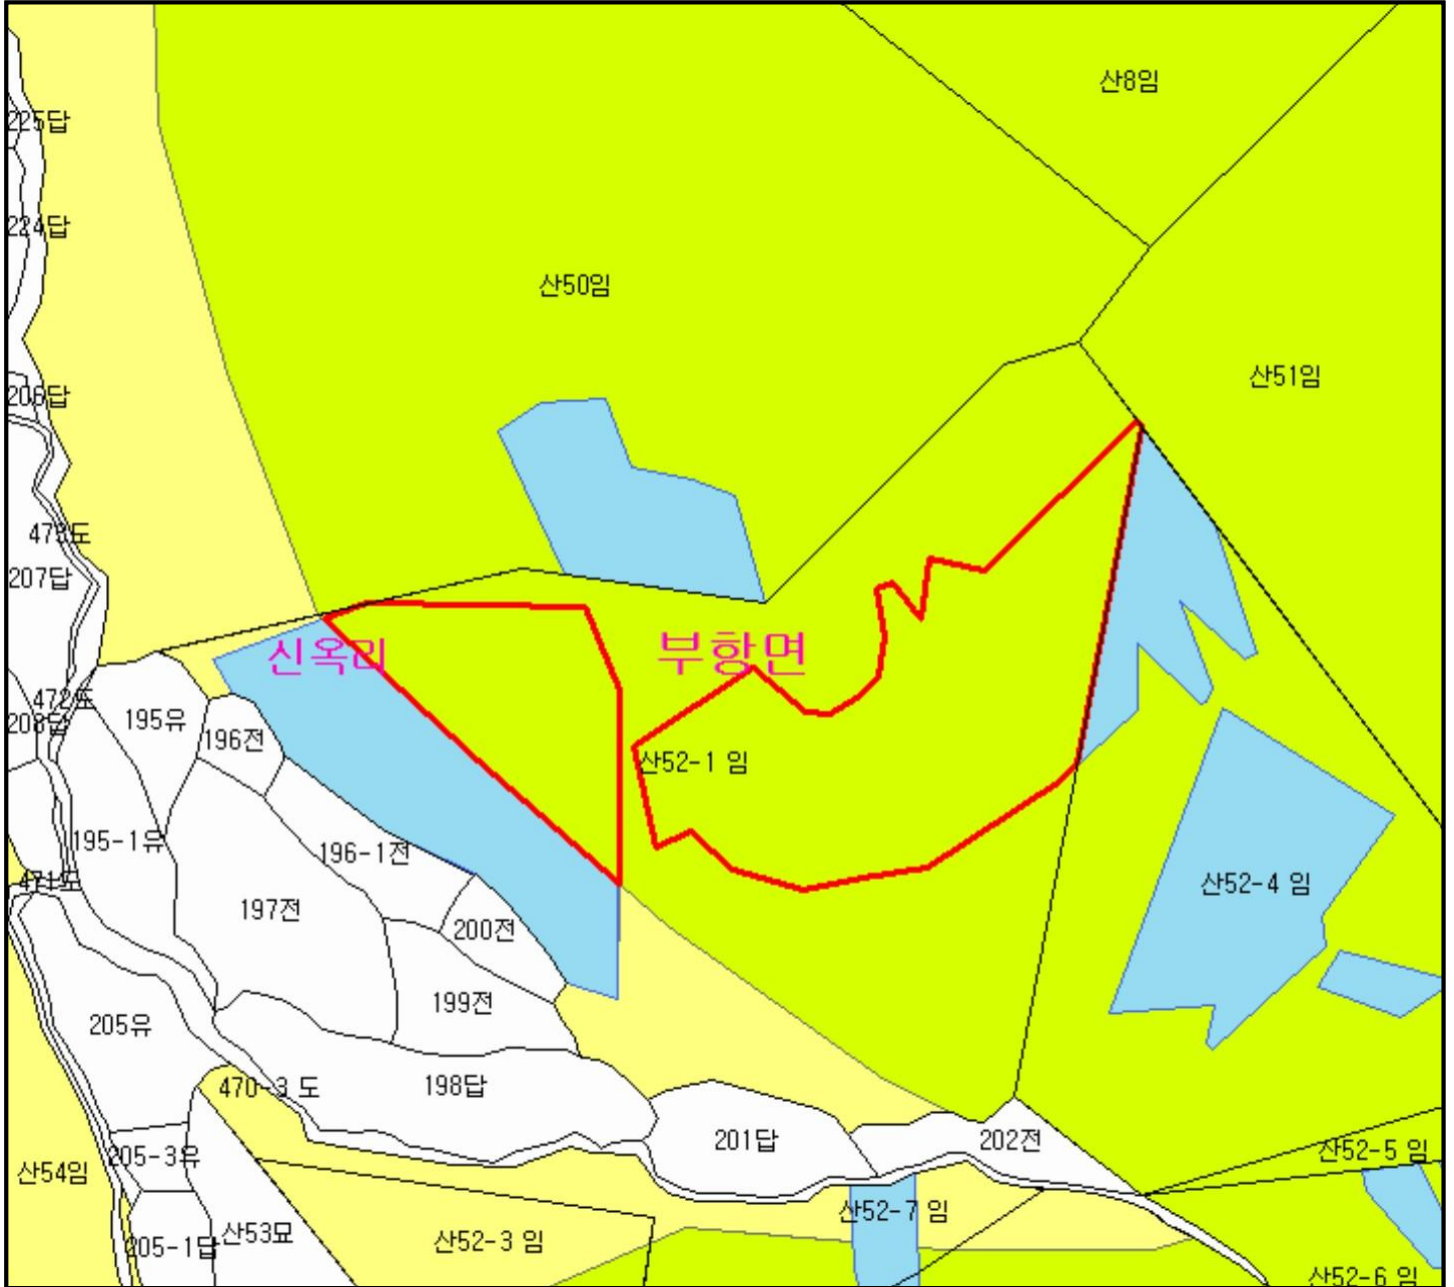 산8임
225답
224답
산50임
산51임
206답
473도
207답
신옥리
부항면
472도
208답
195유
196전
산52-1 임
195-1유
196-1전
471도
산52-4 임
197전
200전
199전
205유
470-3 도
198답
201답
202전
205-3유
산52-5 임
산54임
산52-7 임
산53묘
205-1답
산52-3 임
산52-6 임